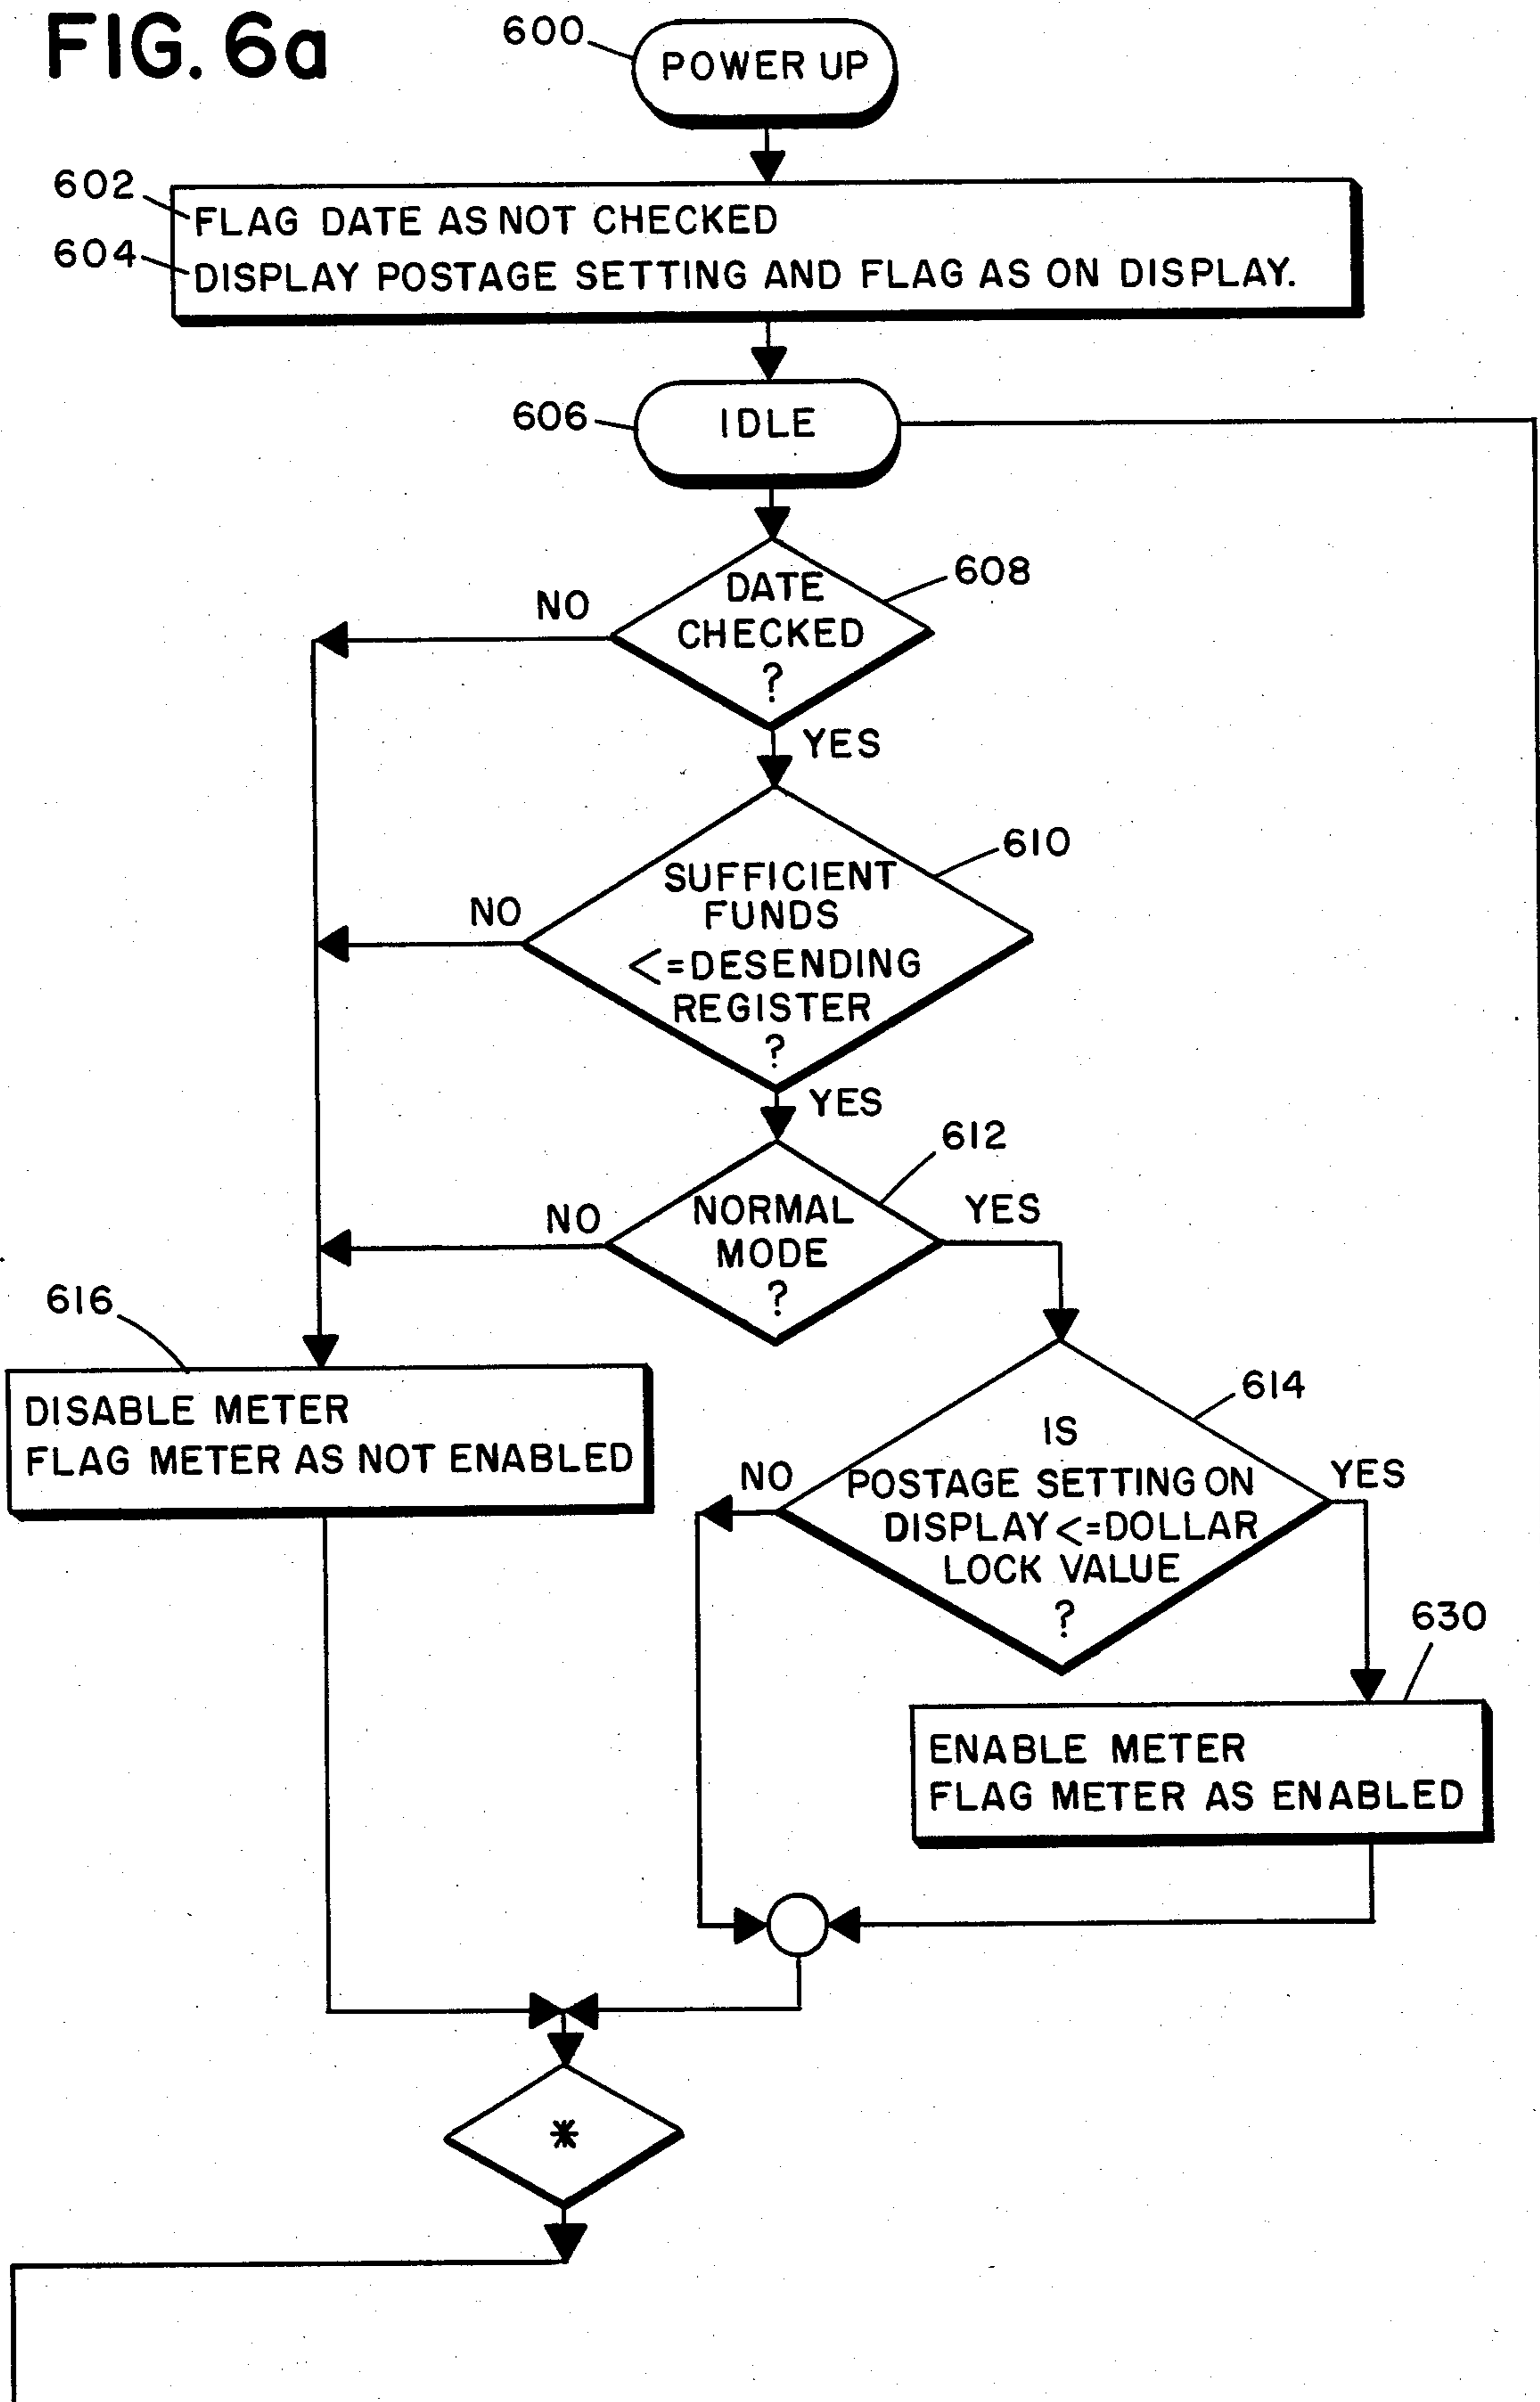 FIG. 6a
600
POWER UP
602
FLAG DATE AS NOT CHECKED
604
DISPLAY POSTAGE SETTING AND FLAG AS ON DISPLAY.
606
IDLE
608
DATE
CHECKED
?
NO
YES
610
SUFFICIENT
FUNDS
<=DESENDING
REGISTER
?
NO
YES
612
NORMAL
MODE
?
NO
YES
616
DISABLE METER
FLAG METER AS NOT ENABLED
614
IS
POSTAGE SETTING ON
DISPLAY <=DOLLAR
LOCK VALUE
?
NO
YES
630
ENABLE METER
FLAG METER AS ENABLED
*